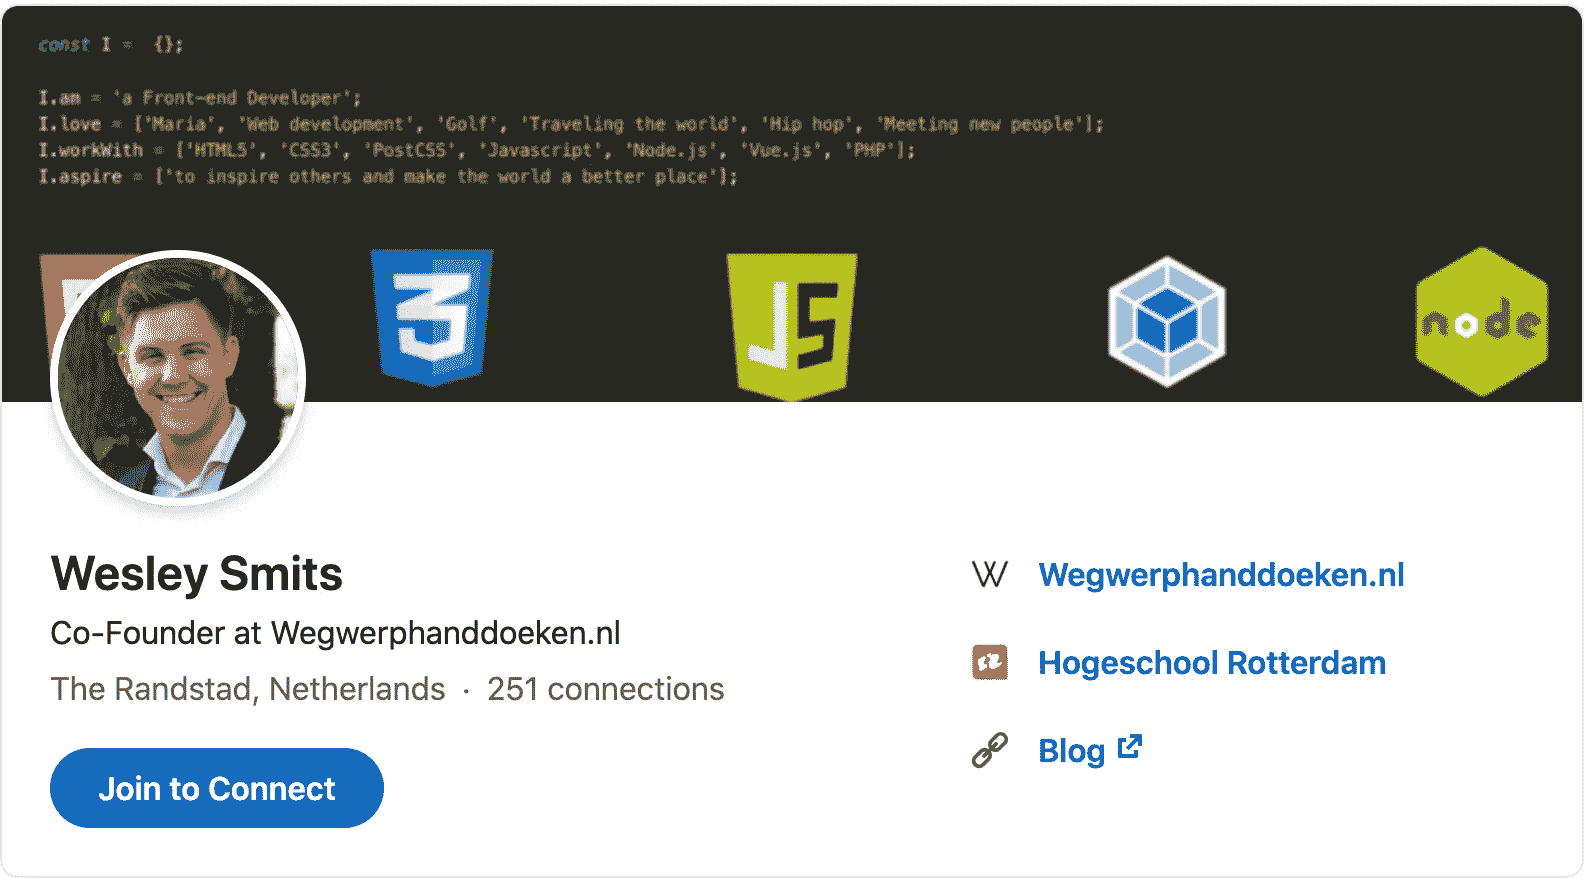 const I = {};
I.am = 'a Front-end Developer';
I.love = ['Maria', 'Web development', 'Golf', 'Traveling the world', 'Hip hop', 'Meeting new people'];
I.workWith = ['HTML5', 'CSS3', 'PostCSS', 'Javascript', 'Node.js', 'Vue.js', 'PHP'];
I.aspire = ['to inspire others and make the world a better place'];
3
JS
node
Wesley Smits
Co-Founder at Wegwerphanddoeken.nl
The Randstad, Netherlands · 251 connections
Join to Connect
W Wegwerphanddoeken.nl
Hogeschool Rotterdam
Blog